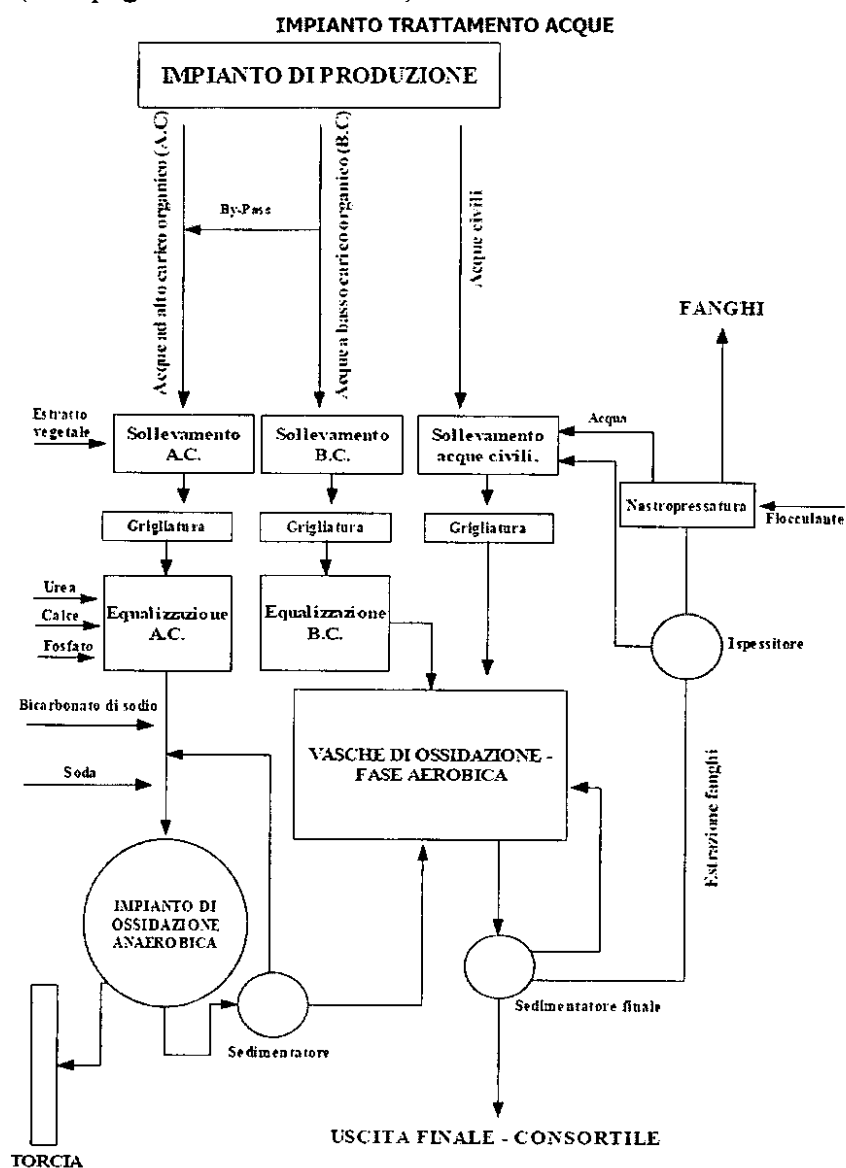 IMPIANTO TRATTAMENTO ACQUE
IMPIANTO DI PRODUZIONE
Acque ad alto carico organico (A.C)
By-Pass
Acque a basso carico organico (B.C)
Acque civili
FANGHI
Estratto
vegetale
Sollevamento
A.C.
Sollevamento
B.C.
Sollevamento
acque civili.
Acqua
Nastropressatura
Flocculante
Grigliatura
Grigliatura
Grigliatura
Urea
Calce
Fosfato
Equalizzazione
A.C.
Equalizzazione
B.C.
Ispessitore
Bicarbonato di sodio
Soda
VASCHE DI OSSIDAZIONE -
FASE AEROBICA
Estrazione fanghi
IMPIANTO DI
OSSIDAZIONE
ANAEROBICA
Sedimentatore
Sedimentatore finale
USCITA FINALE - CONSORTILE
TORCIA